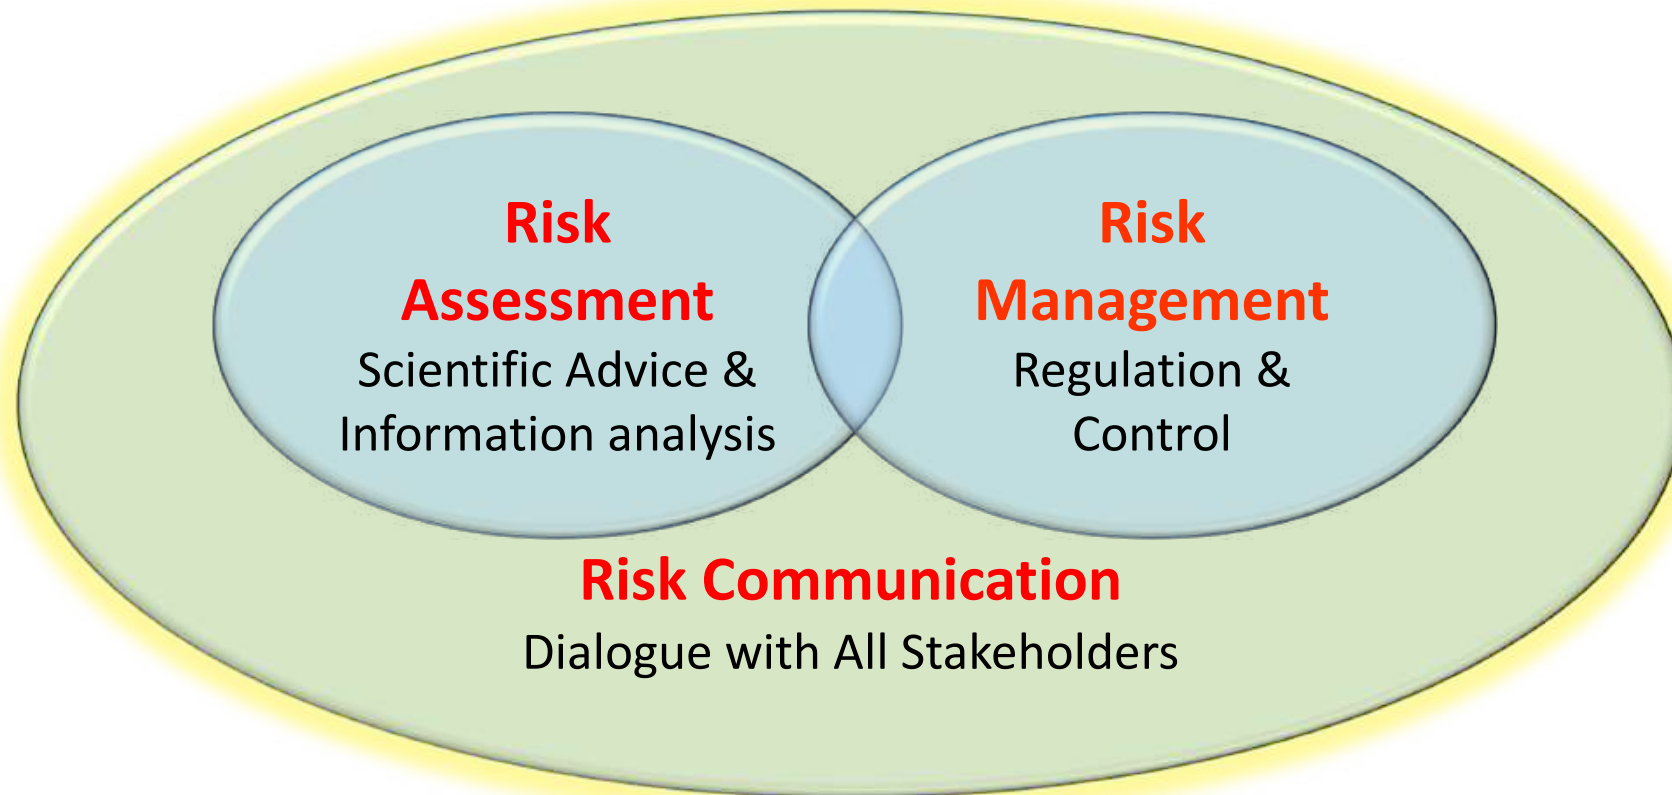 Risk
Assessment
Scientific Advice &
Information analysis
Risk
Management
Regulation &
Control
Risk Communication
Dialogue with All Stakeholders